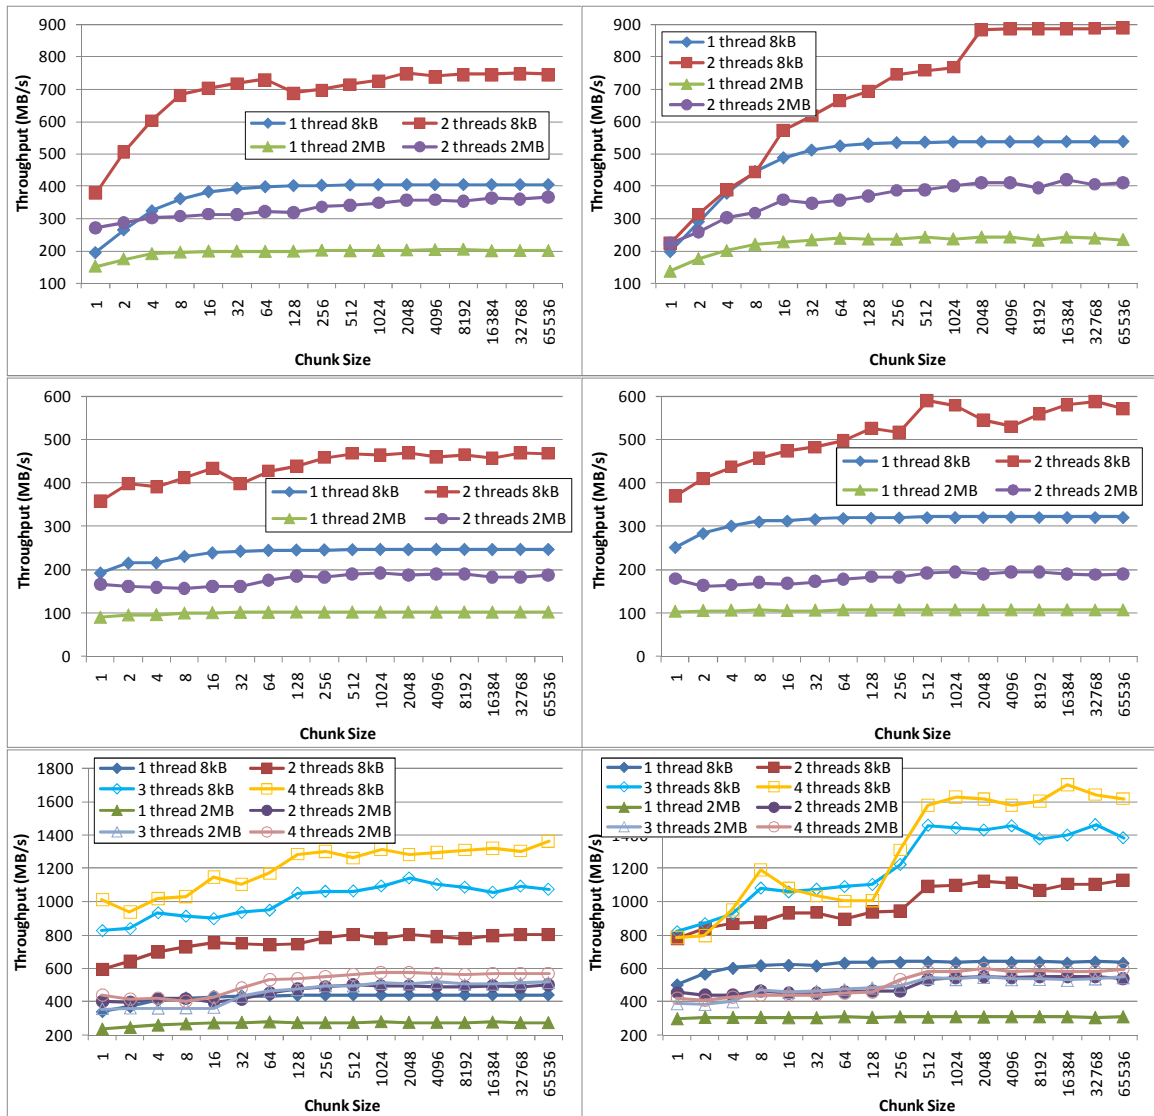 900
800
700
600
500
400
300
200
100
Throughput (MB/s)
1 thread 8kB 2 threads 8kB
1 thread 2MB 2 threads 2MB
1 2 4 8 16 32 64 128 256 512 1024 2048 4096 8192 16384 32768 65536
Chunk Size
900
800
700
600
500
400
300
200
100
Throughput (MB/s)
1 thread 8kB
2 threads 8kB
1 thread 2MB
2 threads 2MB
1 2 4 8 16 32 64 128 256 512 1024 2048 4096 8192 16384 32768 65536
Chunk Size
600
500
400
300
200
100
0
Throughput (MB/s)
1 thread 8kB 2 threads 8kB
1 thread 2MB 2 threads 2MB
1 2 4 8 16 32 64 128 256 512 1024 2048 4096 8192 16384 32768 65536
Chunk Size
600
500
400
300
200
100
0
Throughput (MB/s)
1 thread 8kB 2 threads 8kB
1 thread 2MB 2 threads 2MB
1 2 4 8 16 32 64 128 256 512 1024 2048 4096 8192 16384 32768 65536
Chunk Size
1800
1600
1400
1200
1000
800
600
400
200
Throughput (MB/s)
1 thread 8kB 2 threads 8kB
3 threads 8kB 4 threads 8kB
1 thread 2MB 2 threads 2MB
3 threads 2MB 4 threads 2MB
1 2 4 8 16 32 64 128 256 512 1024 2048 4096 8192 16384 32768 65536
Chunk Size
1800
1600
1400
1200
1000
800
600
400
200
Throughput (MB/s)
1 thread 8kB 2 threads 8kB
3 threads 8kB 4 threads 8kB
1 thread 2MB 2 threads 2MB
3 threads 2MB 4 threads 2MB
1 2 4 8 16 32 64 128 256 512 1024 2048 4096 8192 16384 32768 65536
Chunk Size